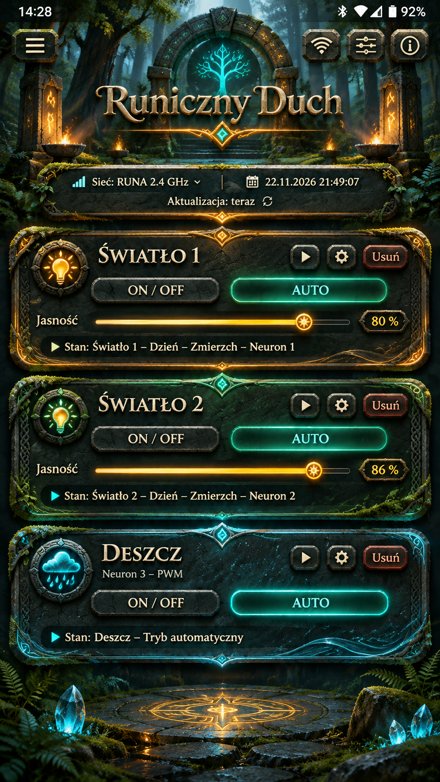 14:28 92%
Runiczny Duch
Sieć: RUNA 2.4 GHz 22.11.2026 21:49:07
Aktualizacja: teraz
Światło 1 Usuń
ON / OFF AUTO
Jasność 80 %
Stan: Światło 1 – Dzień – Zmierzch – Neuron 1
Światło 2 Usuń
ON / OFF AUTO
Jasność 86 %
Stan: Światło 2 – Dzień – Zmierzch – Neuron 2
Deszcz Usuń
Neuron 3 – PWM
ON / OFF AUTO
Stan: Deszcz – Tryb automatyczny